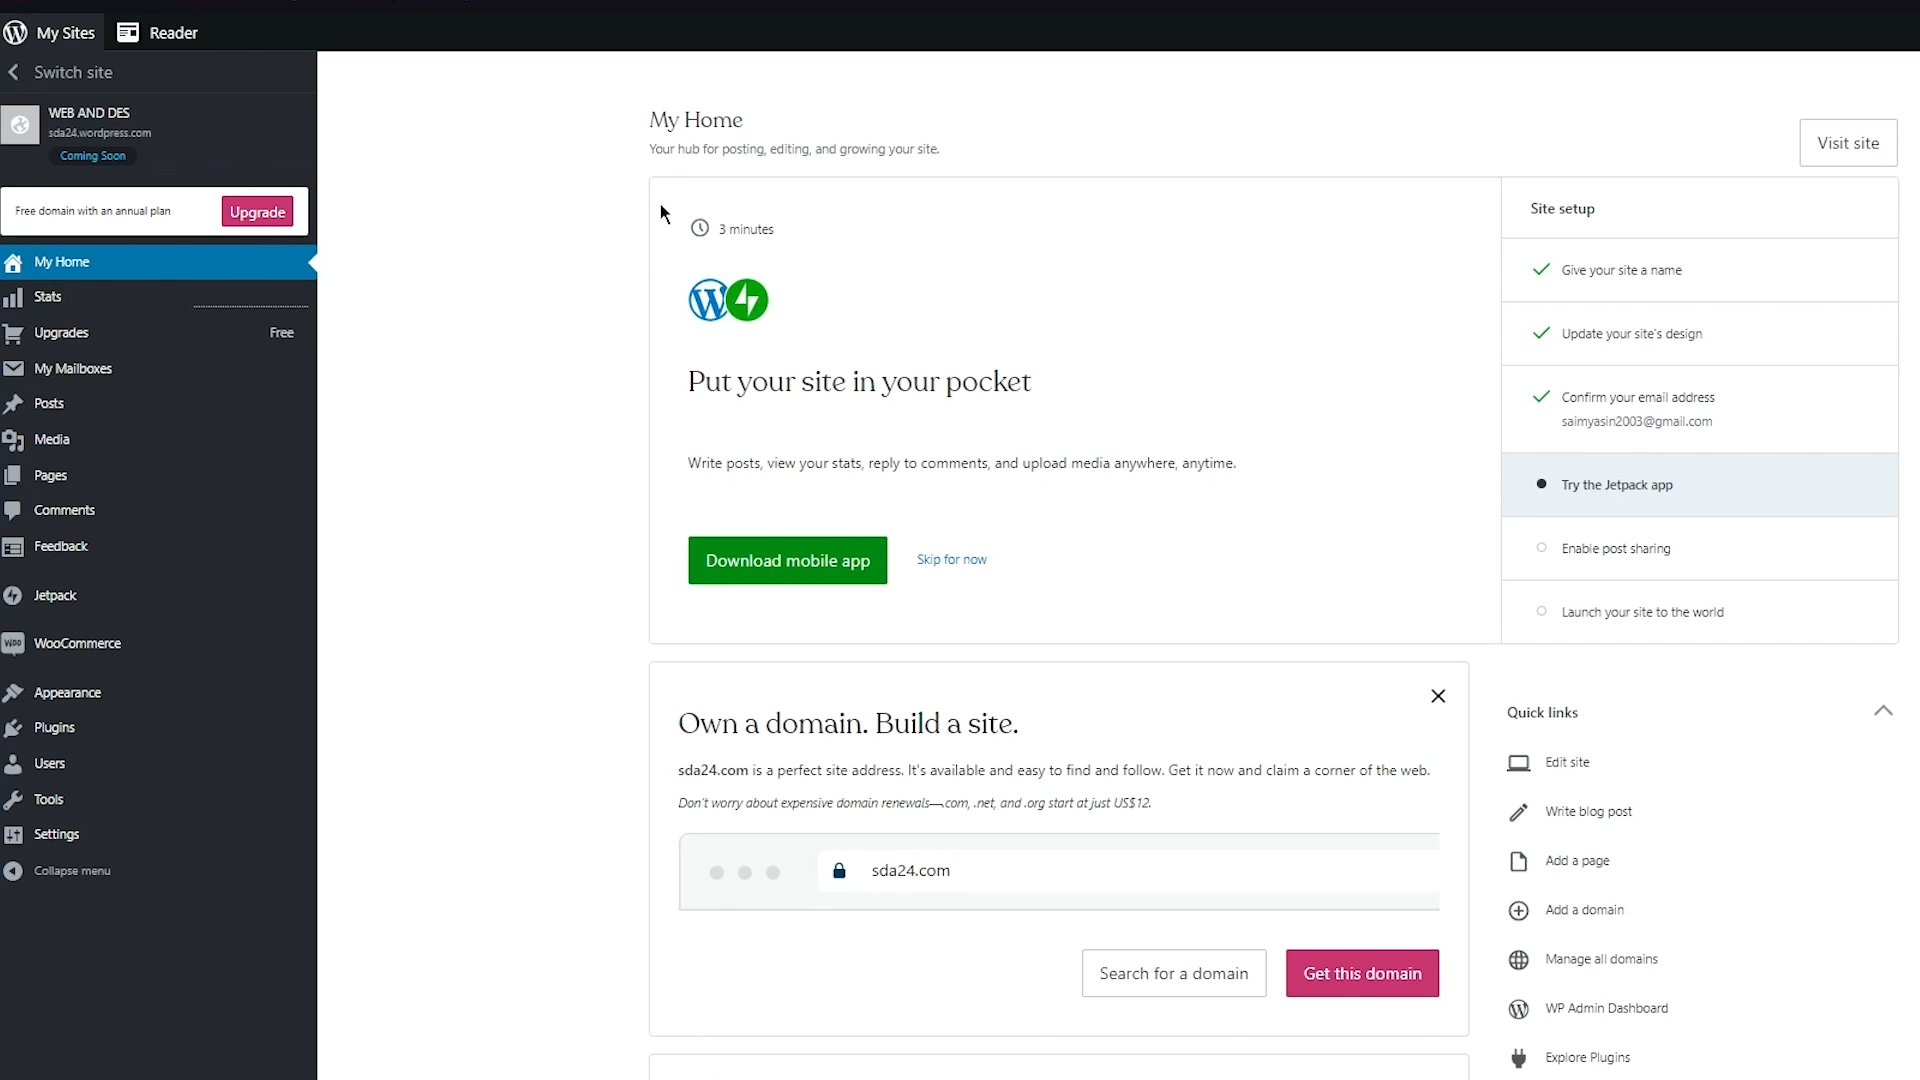 My Sites
Reader
Switch site
WEB AND DES
sda24.wordpress.com
Coming Soon
Free domain with an annual plan
Upgrade
My Home
Stats
Upgrades
Free
My Mailboxes
Posts
Media
Pages
Comments
Feedback
Jetpack
WooCommerce
Appearance
Plugins
Users
Tools
Settings
Collapse menu
My Home
Your hub for posting, editing, and growing your site.
Visit site
3 minutes
Put your site in your pocket
Write posts, view your stats, reply to comments, and upload media anywhere, anytime.
Download mobile app
Skip for now
Site setup
Give your site a name
Update your site's design
Confirm your email address
saimyasin2003@gmail.com
Try the Jetpack app
Enable post sharing
Launch your site to the world
Own a domain. Build a site.
sda24.com is a perfect site address. It's available and easy to find and follow. Get it now and claim a corner of the web.
Don't worry about expensive domain renewals—.com, .net, and .org start at just US$12.
sda24.com
Search for a domain
Get this domain
Quick links
Edit site
Write blog post
Add a page
Add a domain
Manage all domains
WP Admin Dashboard
Explore Plugins